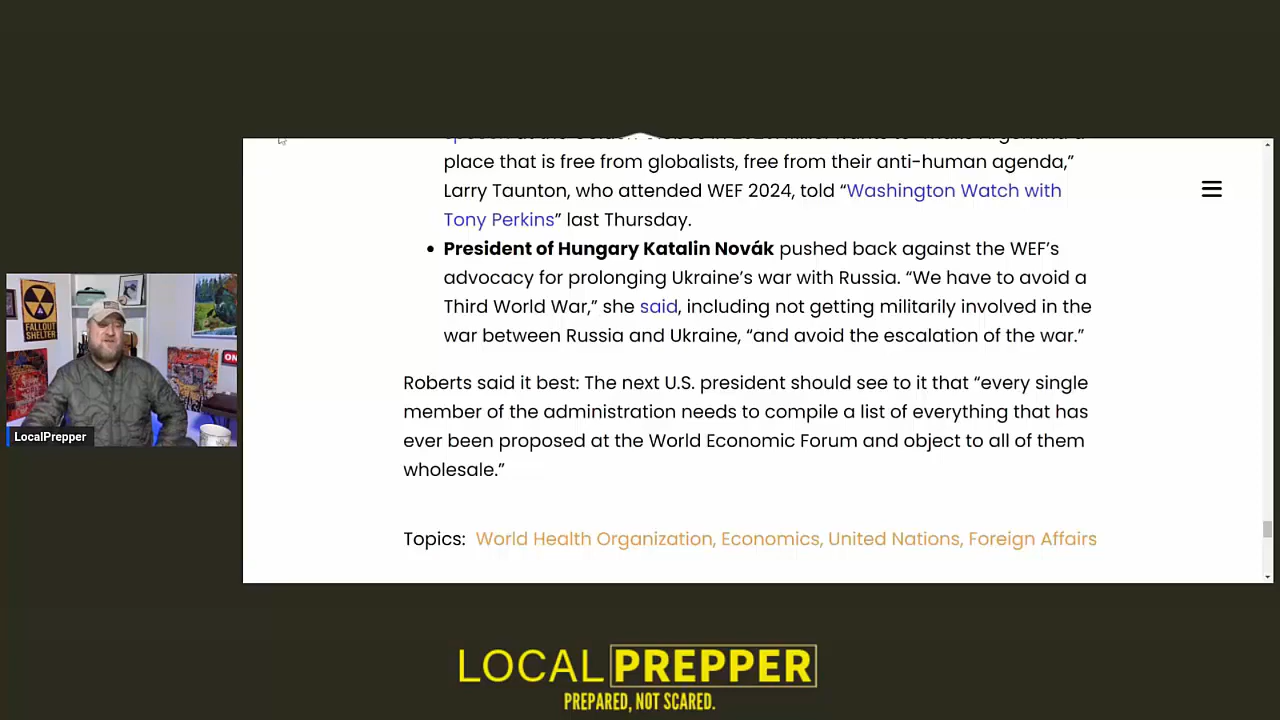 place that is free from globalists, free from their anti-human agenda,”
Larry Taunton, who attended WEF 2024, told “Washington Watch with
Tony Perkins” last Thursday.
• President of Hungary Katalin Novák pushed back against the WEF’s
advocacy for prolonging Ukraine’s war with Russia. “We have to avoid a
Third World War,” she said, including not getting militarily involved in the
war between Russia and Ukraine, “and avoid the escalation of the war.”
Roberts said it best: The next U.S. president should see to it that “every single
member of the administration needs to compile a list of everything that has
ever been proposed at the World Economic Forum and object to all of them
wholesale.”
Topics: World Health Organization, Economics, United Nations, Foreign Affairs
FALLOUT
SHELTER
ON
LocalPrepper
LOCAL PREPPER
PREPARED, NOT SCARED.